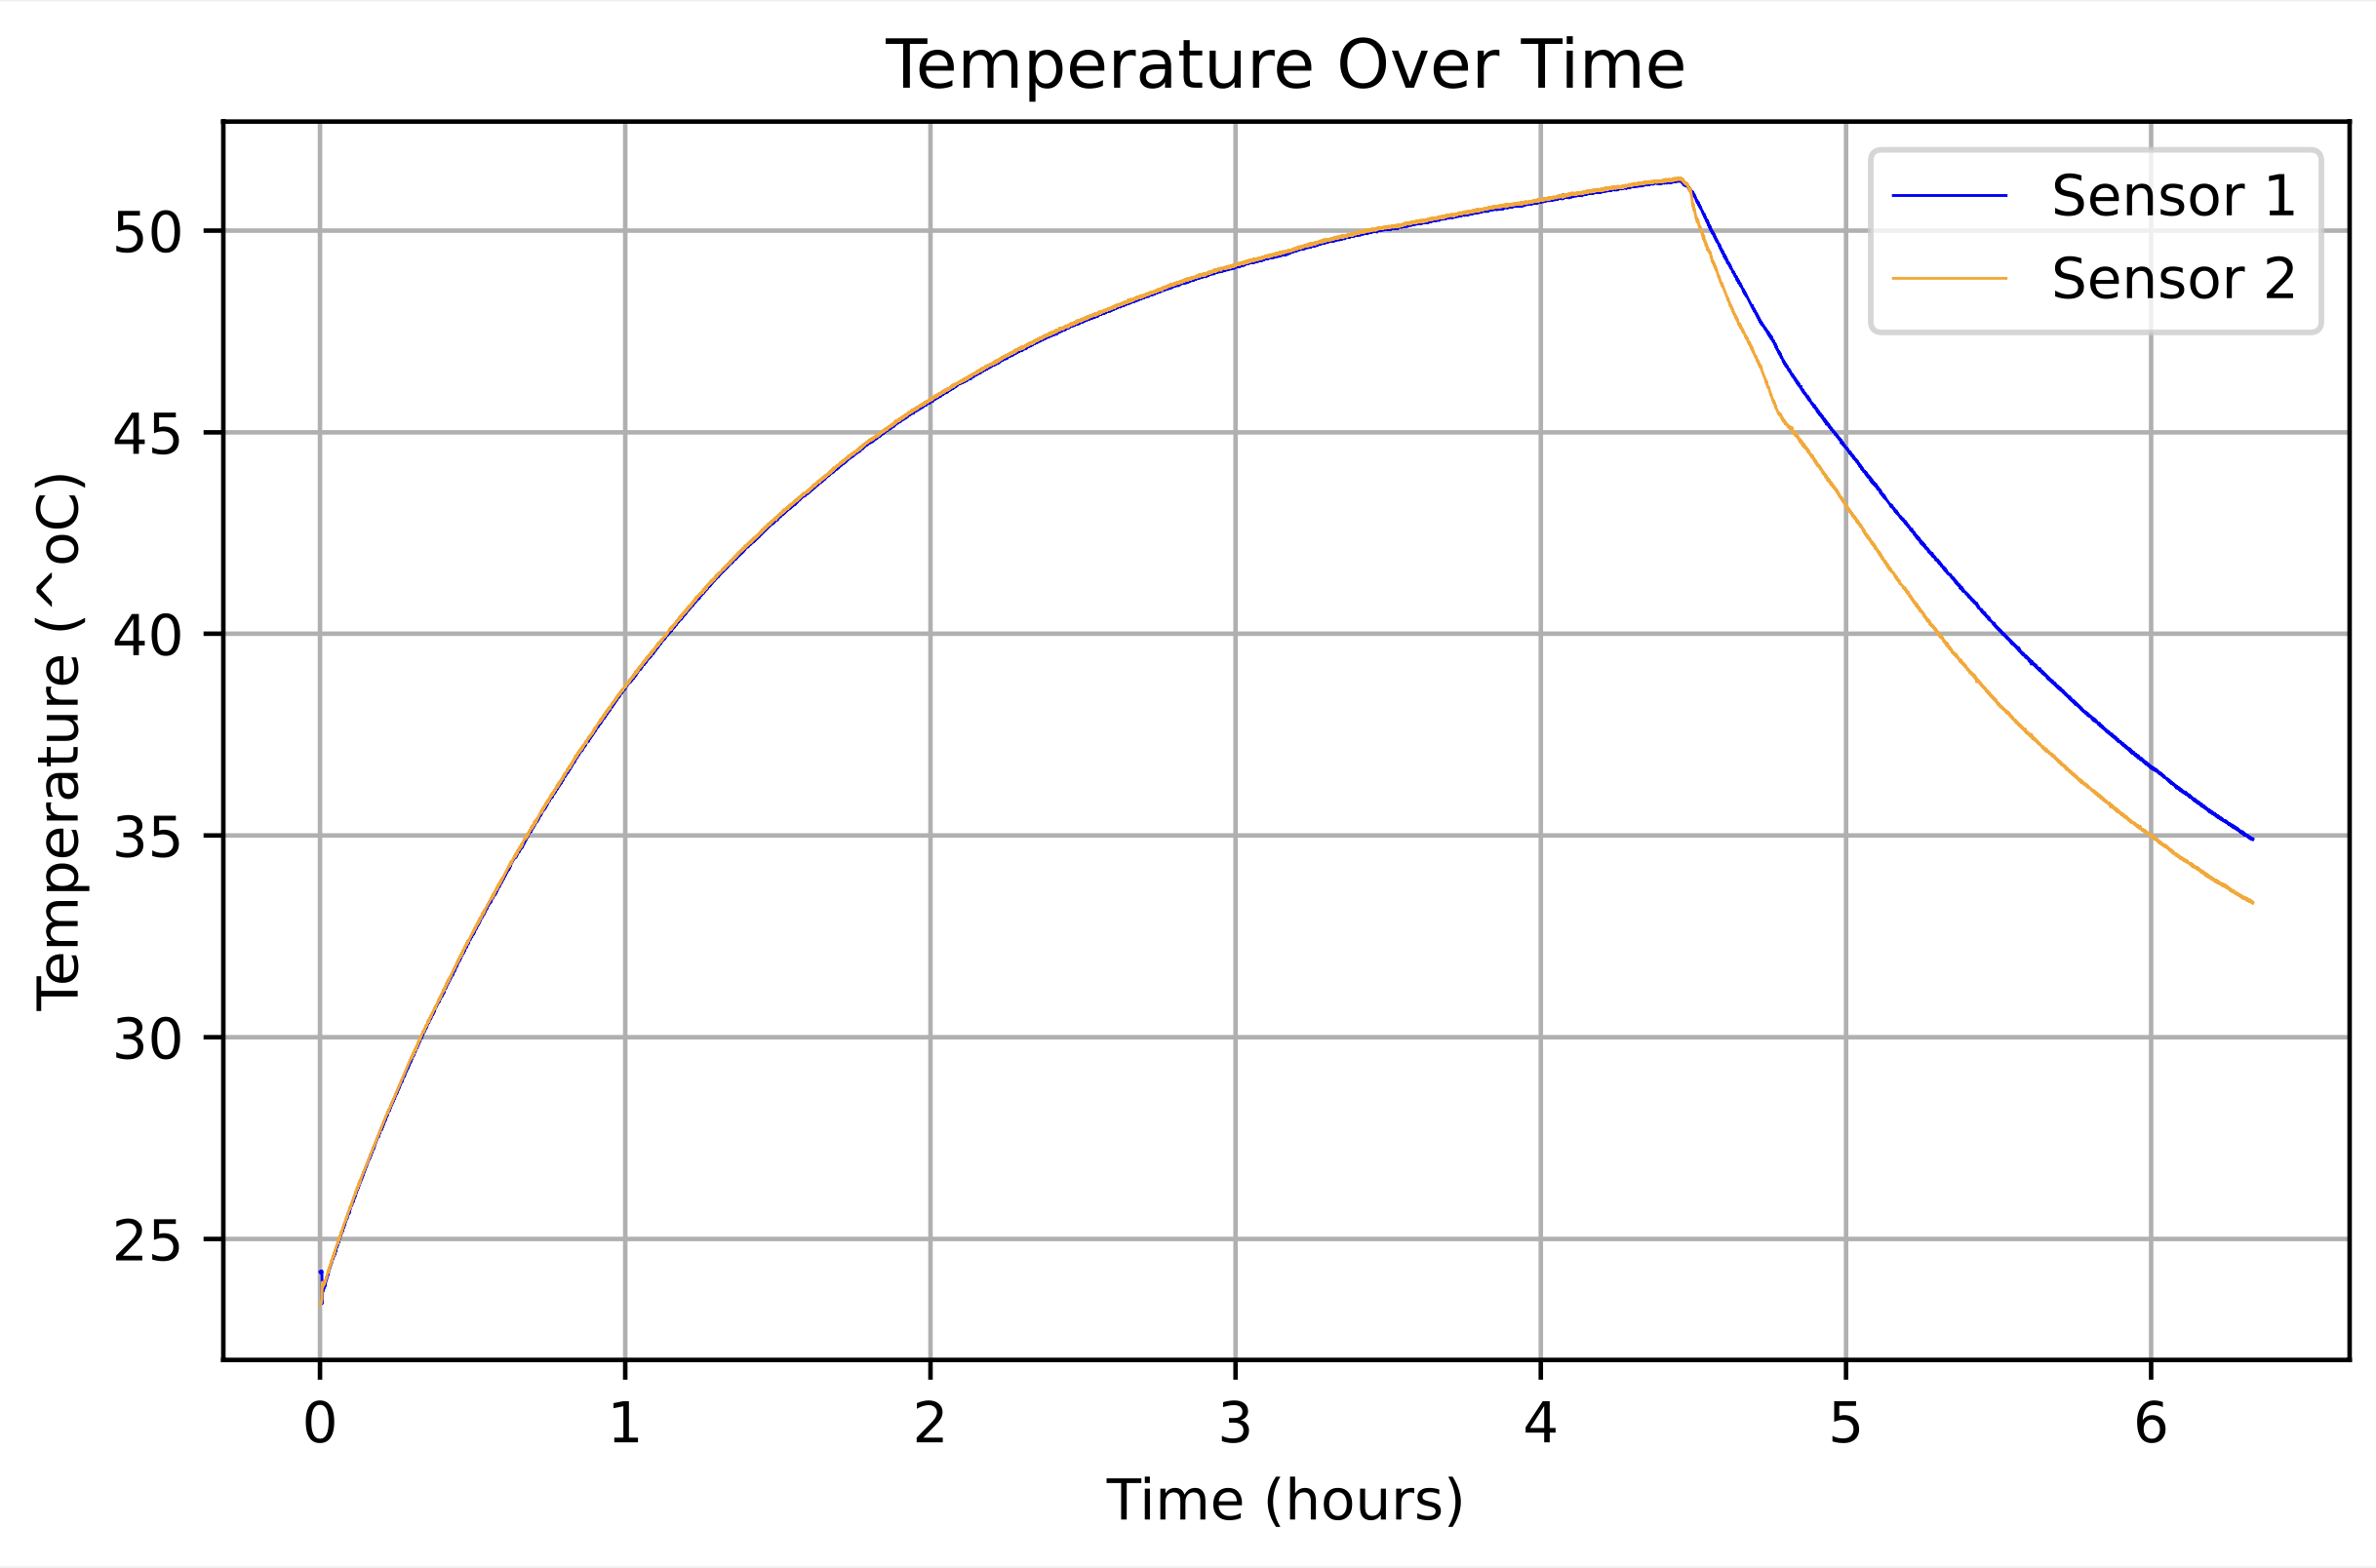 Temperature Over Time
Sensor 1
Sensor 2
Temperature (^oC)
50
45
40
35
30
25
0 1 2 3 4 5 6
Time (hours)